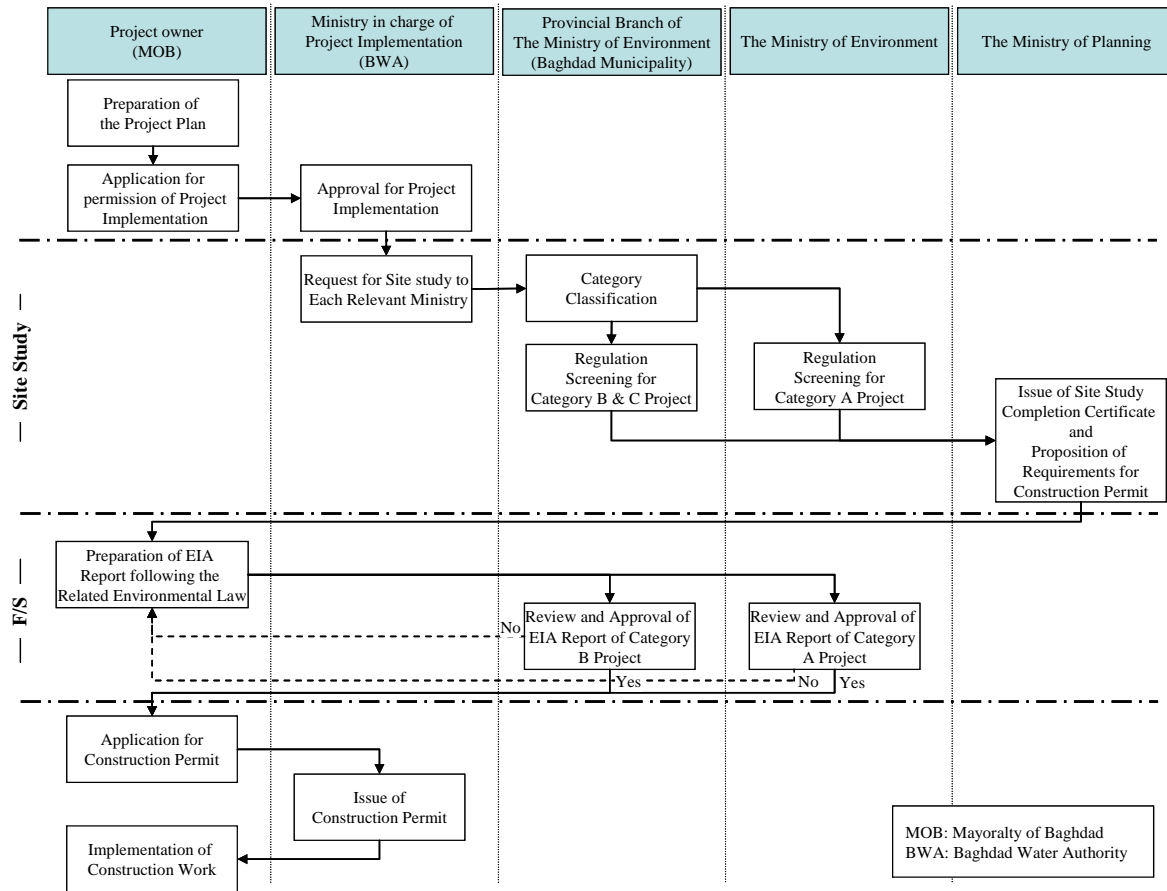 Project owner
(MOB)
Ministry in charge of
Project Implementation
(BWA)
Provincial Branch of
The Ministry of Environment
(Baghdad Municipality)
The Ministry of Environment
The Ministry of Planning
Preparation of
the Project Plan
Application for
permission of Project
Implementation
Approval for Project
Implementation
Site Study
Request for Site study to
Each Relevant Ministry
Category
Classification
Regulation
Screening for
Category B & C Project
Regulation
Screening for
Category A Project
Issue of Site Study
Completion Certificate
and
Proposition of
Requirements for
Construction Permit
F/S
Preparation of EIA
Report following the
Related Environmental Law
No
Review and Approval of
EIA Report of Category
B Project
Review and Approval of
EIA Report of Category
A Project
Yes
No
Yes
Application for
Construction Permit
Issue of
Construction Permit
Implementation of
Construction Work
MOB: Mayoralty of Baghdad
BWA: Baghdad Water Authority